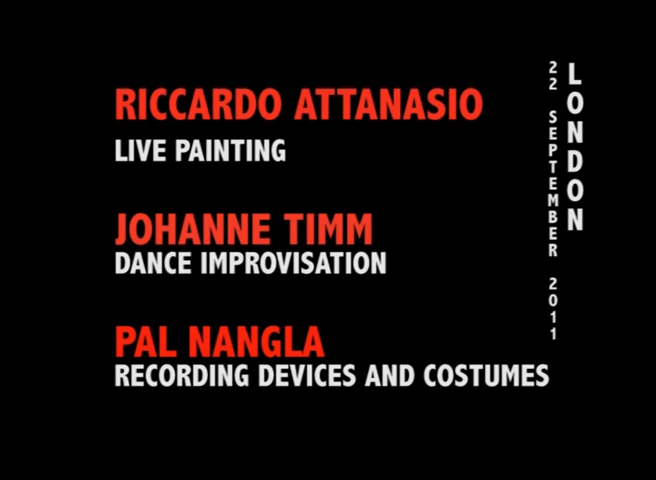 RICCARDO ATTANASIO
LIVE PAINTING
JOHANNE TIMM
DANCE IMPROVISATION
PAL NANGLA
RECORDING DEVICES AND COSTUMES
LONDON
22 SEPTEMBER 2011